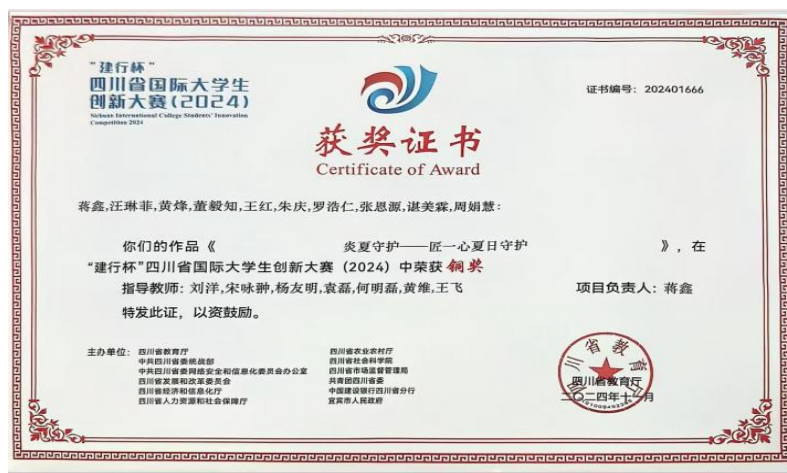 “建行杯”
四川省国际大学生
创新大赛(2024)
Sichuan International College Students' Innovation
Competition 2024
证书编号：202401666
获奖证书
Certificate of Award
蒋鑫,汪琳菲,黄烽,董毅知,王红,朱庆,罗浩仁,张恩源,谌美霖,周娟慧：
你们的作品《 炎夏守护——匠一心夏日守护 》，在
“建行杯”四川省国际大学生创新大赛（2024）中荣获 铜奖
指导教师：刘洋,宋咏翀,杨友明,袁磊,何明磊,黄维,王飞 项目负责人：蒋鑫
特发此证，以资鼓励。
主办单位：四川省教育厅 四川省农业农村厅
中共四川省委统战部 四川省社会科学院
中共四川省委网络安全和信息化委员会办公室 四川省市场监督管理局
四川省发展和改革委员会 共青团四川省委
四川省经济和信息化厅 中国建设银行四川省分行
四川省人力资源和社会保障厅 宜宾市人民政府
四川省教育厅
四川省教育厅
二〇二四年十一月